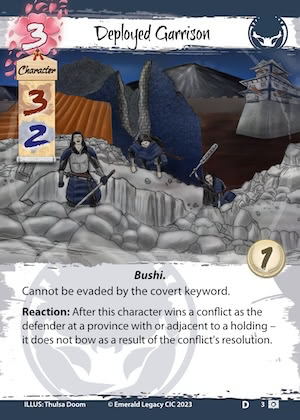 3
Deployed Garrison
Character
3
2
1
Bushi.
Cannot be evaded by the covert keyword.
Reaction: After this character wins a conflict as the
defender at a province with or adjacent to a holding –
it does not bow as a result of the conflict's resolution.
ILLUS: Thulsa Doom © Emerald Legacy CIC 2023 D 3